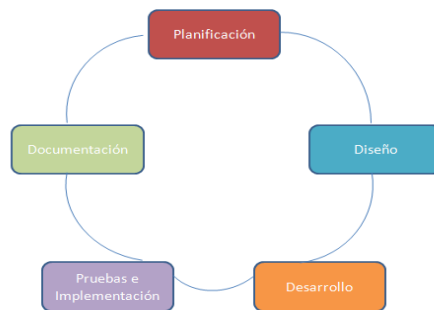 Planificación
Diseño
Desarrollo
Pruebas e
Implementación
Documentación